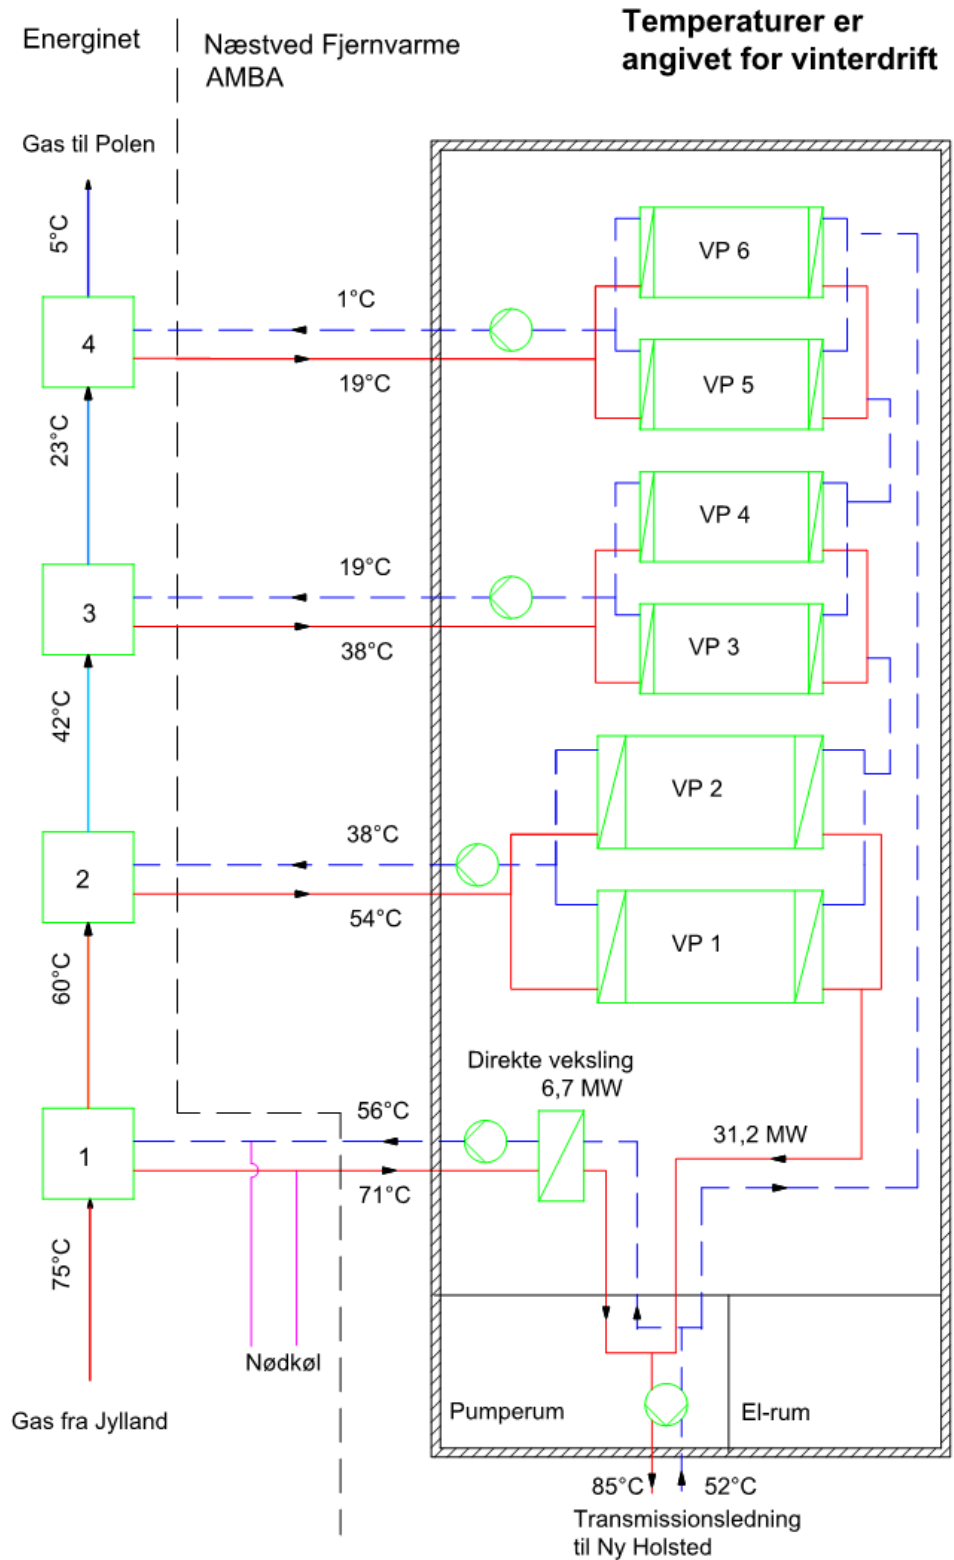 Energinet
Næstved Fjernvarme
AMBA
Temperaturer er
angivet for vinterdrift
Gas til Polen
5°C
4
1°C
19°C
VP 6
VP 5
23°C
3
19°C
38°C
VP 4
VP 3
42°C
2
38°C
54°C
VP 2
VP 1
60°C
Direkte veksling
6,7 MW
1
56°C
71°C
31,2 MW
75°C
Nødkøl
Gas fra Jylland
Pumperum
El-rum
85°C
52°C
Transmissionsledning
til Ny Holsted